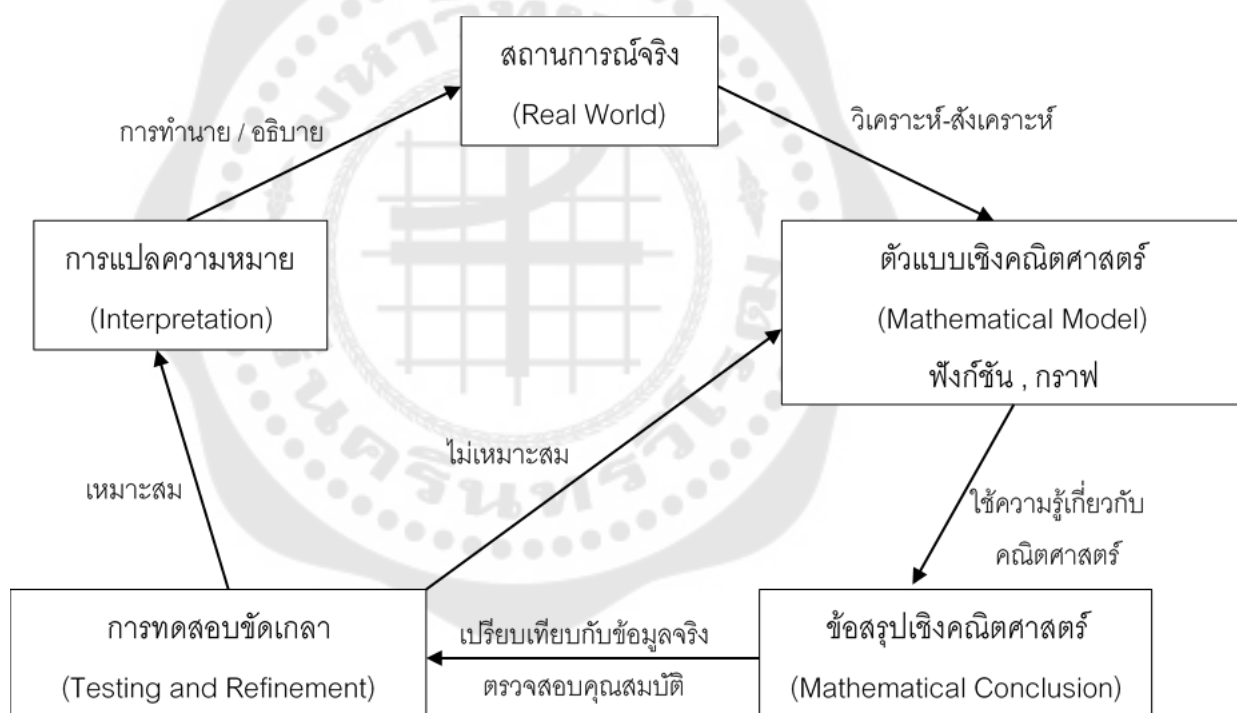 สถานการณ์จริง
(Real World)
การทำนาย / อธิบาย
วิเคราะห์-สังเคราะห์
การแปลความหมาย
(Interpretation)
ตัวแบบเชิงคณิตศาสตร์
(Mathematical Model)
ฟังก์ชัน , กราฟ
ไม่เหมาะสม
เหมาะสม
ใช้ความรู้เกี่ยวกับ
คณิตศาสตร์
การทดสอบขัดเกลา
(Testing and Refinement)
เปรียบเทียบกับข้อมูลจริง
ตรวจสอบคุณสมบัติ
ข้อสรุปเชิงคณิตศาสตร์
(Mathematical Conclusion)